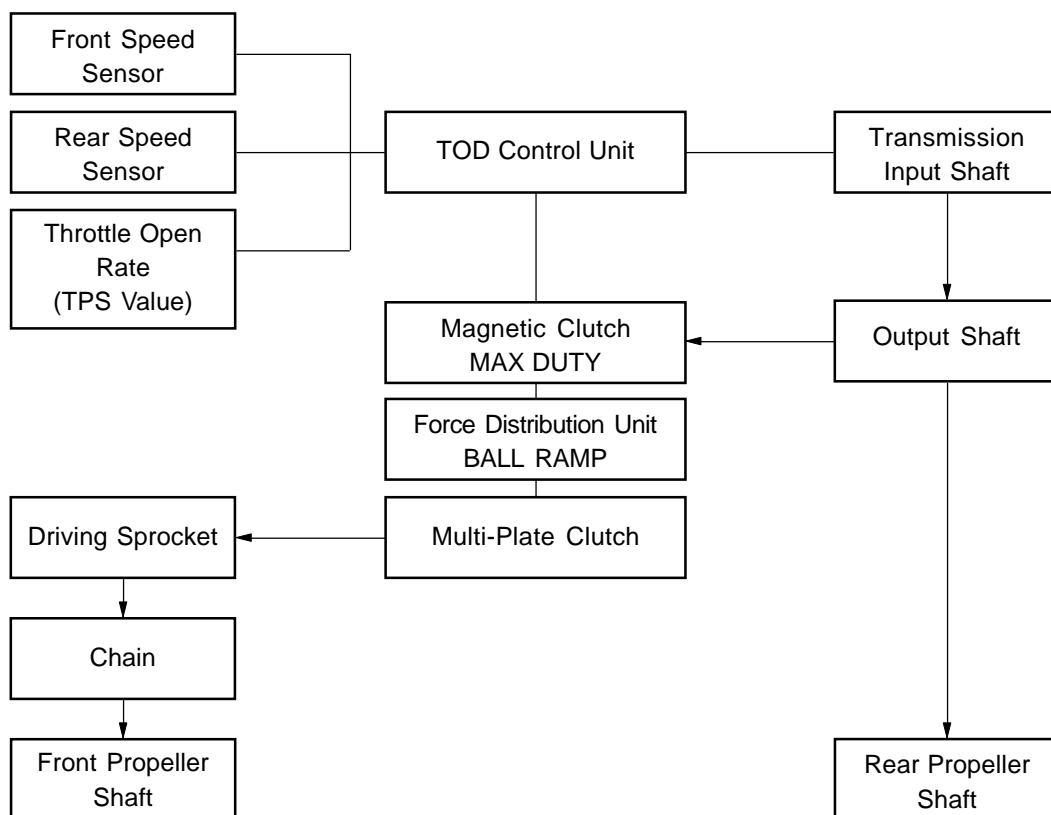 Front Speed
Sensor
Rear Speed
Sensor
Throttle Open
Rate
(TPS Value)
TOD Control Unit
Transmission
Input Shaft
Magnetic Clutch
MAX DUTY
Output Shaft
Force Distribution Unit
BALL RAMP
Driving Sprocket
Multi-Plate Clutch
Chain
Front Propeller
Shaft
Rear Propeller
Shaft